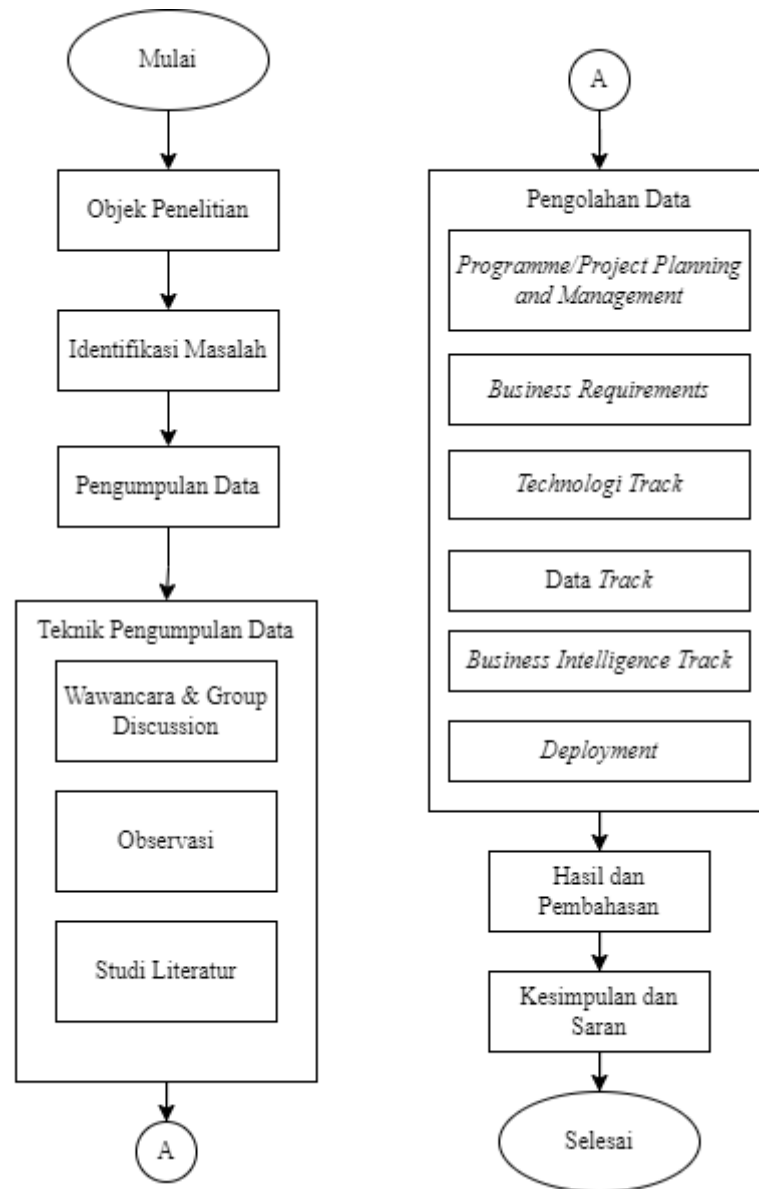 Mulai
Objek Penelitian
Identifikasi Masalah
Pengumpulan Data
Teknik Pengumpulan Data
Wawancara & Group
Discussion
Observasi
Studi Literatur
A
A
Pengolahan Data
Programme/Project Planning
and Management
Business Requirements
Technologi Track
Data Track
Business Intelligence Track
Deployment
Hasil dan
Pembahasan
Kesimpulan dan
Saran
Selesai